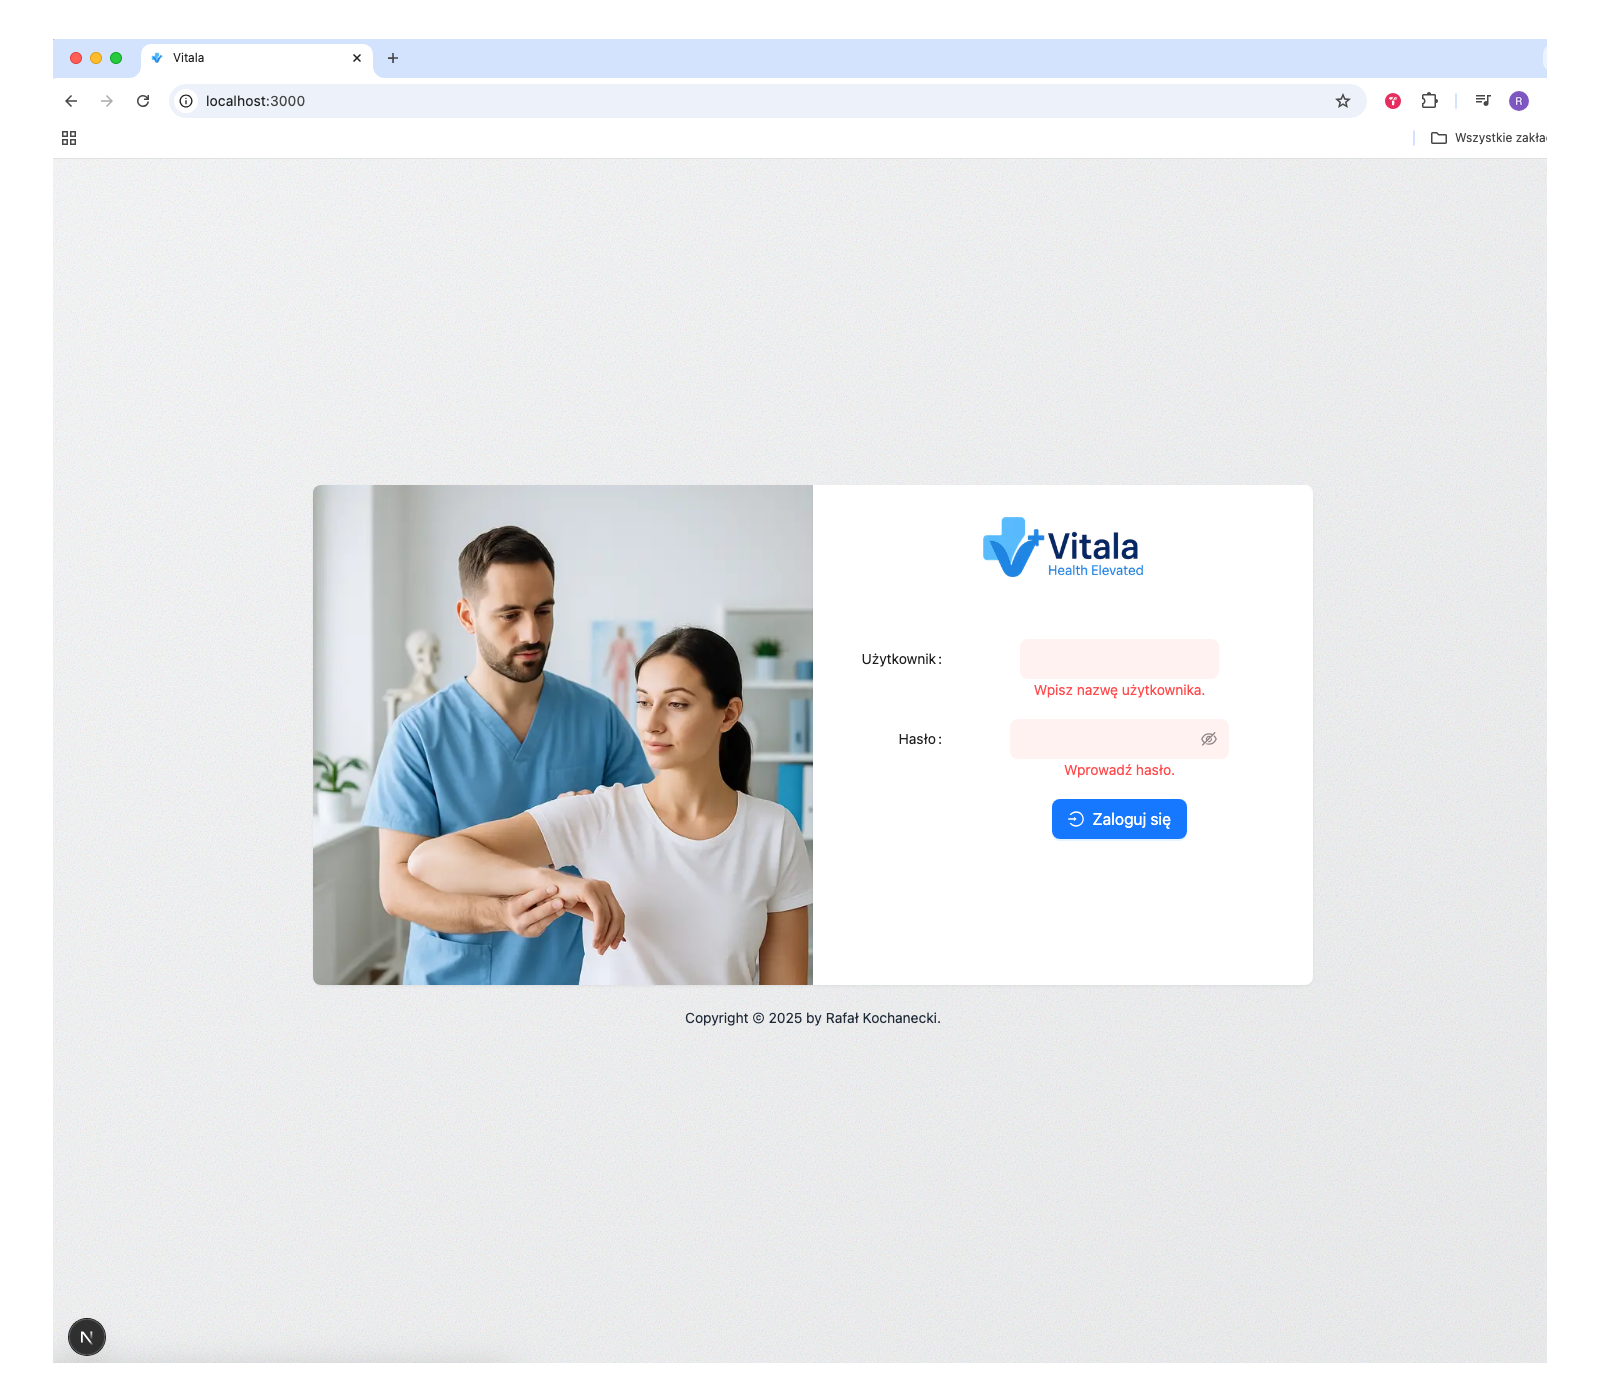 Vitala
localhost:3000
R
Wszystkie zakła
Vitala
Health Elevated
Użytkownik:
Wpisz nazwę użytkownika.
Hasło:
Wprowadź hasło.
Zaloguj się
Copyright © 2025 by Rafał Kochanecki.
N